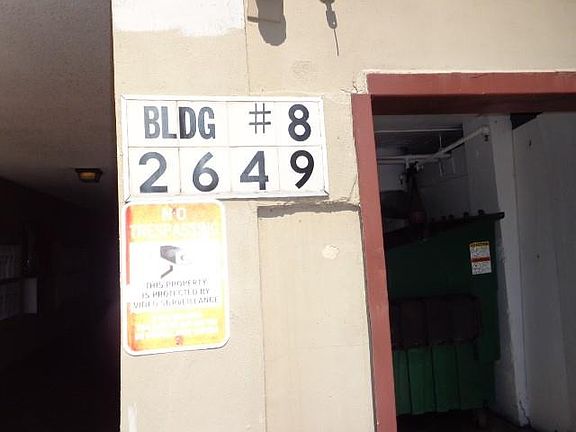 BLDG # 8
2649
NO
TRESPASSING
THIS PROPERTY
IS PROTECTED BY
VIDEO SURVEILLANCE